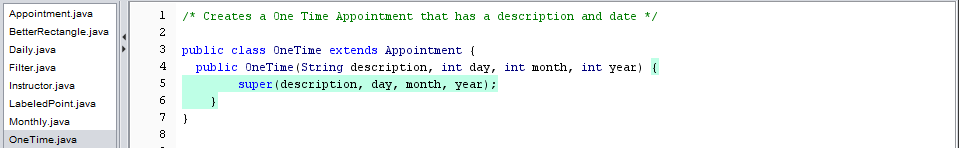 Appointment.java
BetterRectangle.java
Daily.java
Filter.java
Instructor.java
LabeledPoint.java
Monthly.java
OneTime.java
1 /* Creates a One Time Appointment that has a description and date */
2
3 public class OneTime extends Appointment {
4 public OneTime(String description, int day, int month, int year) {
5 super(description, day, month, year);
6 }
7 }
8